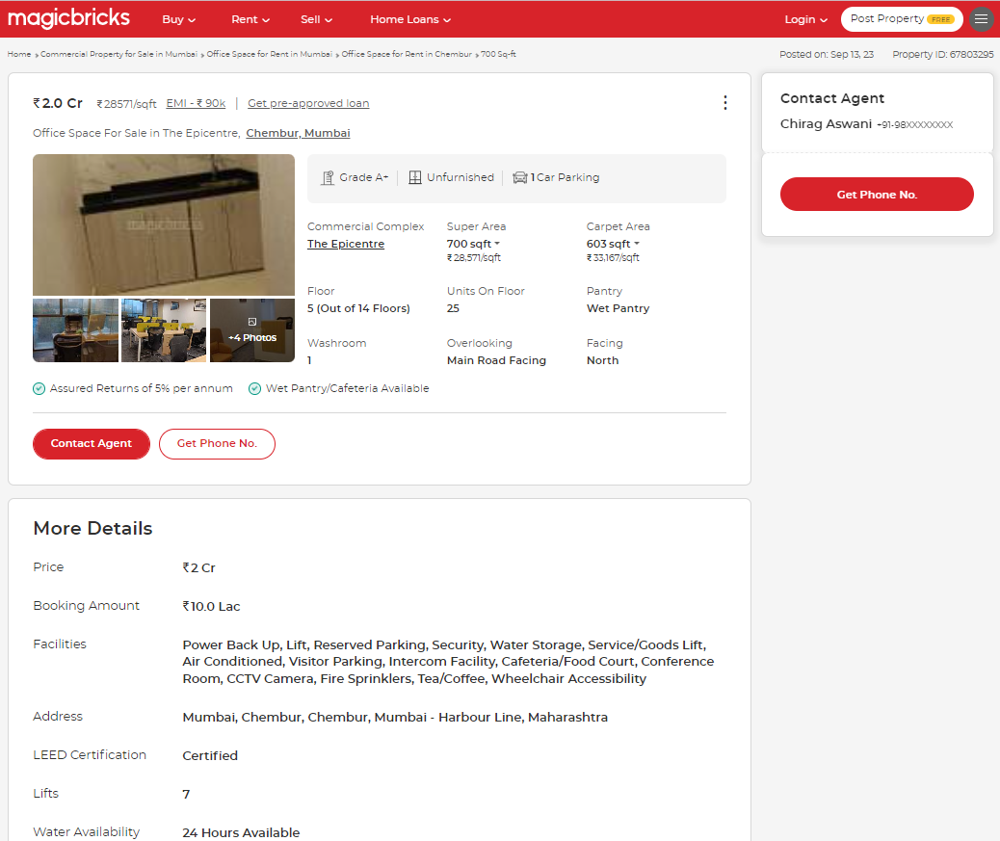 magicbricks Buy Rent Sell Home Loans Login Post Property FREE
Home Commercial Property for Sale in Mumbai Office Space for Rent in Mumbai Office Space for Rent in Chembur 700 Sq-ft Posted on: Sep 13, 23 Property ID: 67803295
₹2.0 Cr ₹28571/sqft EMI - ₹ 90k | Get pre-approved loan
Office Space For Sale in The Epicentre, Chembur, Mumbai
magicbricks
+4 Photos
Grade A+ Unfurnished 1 Car Parking
Commercial Complex Super Area Carpet Area
The Epicentre 700 sqft 603 sqft
₹28,571/sqft ₹33,167/sqft
Floor Units On Floor Pantry
5 (Out of 14 Floors) 25 Wet Pantry
Washroom Overlooking Facing
1 Main Road Facing North
Assured Returns of 5% per annum Wet Pantry/Cafeteria Available
Contact Agent Get Phone No.
Contact Agent
Chirag Aswani +91-98XXXXXXXX
Get Phone No.
More Details
Price ₹2 Cr
Booking Amount ₹10.0 Lac
Facilities Power Back Up, Lift, Reserved Parking, Security, Water Storage, Service/Goods Lift,
Air Conditioned, Visitor Parking, Intercom Facility, Cafeteria/Food Court, Conference
Room, CCTV Camera, Fire Sprinklers, Tea/Coffee, Wheelchair Accessibility
Address Mumbai, Chembur, Chembur, Mumbai - Harbour Line, Maharashtra
LEED Certification Certified
Lifts 7
Water Availability 24 Hours Available